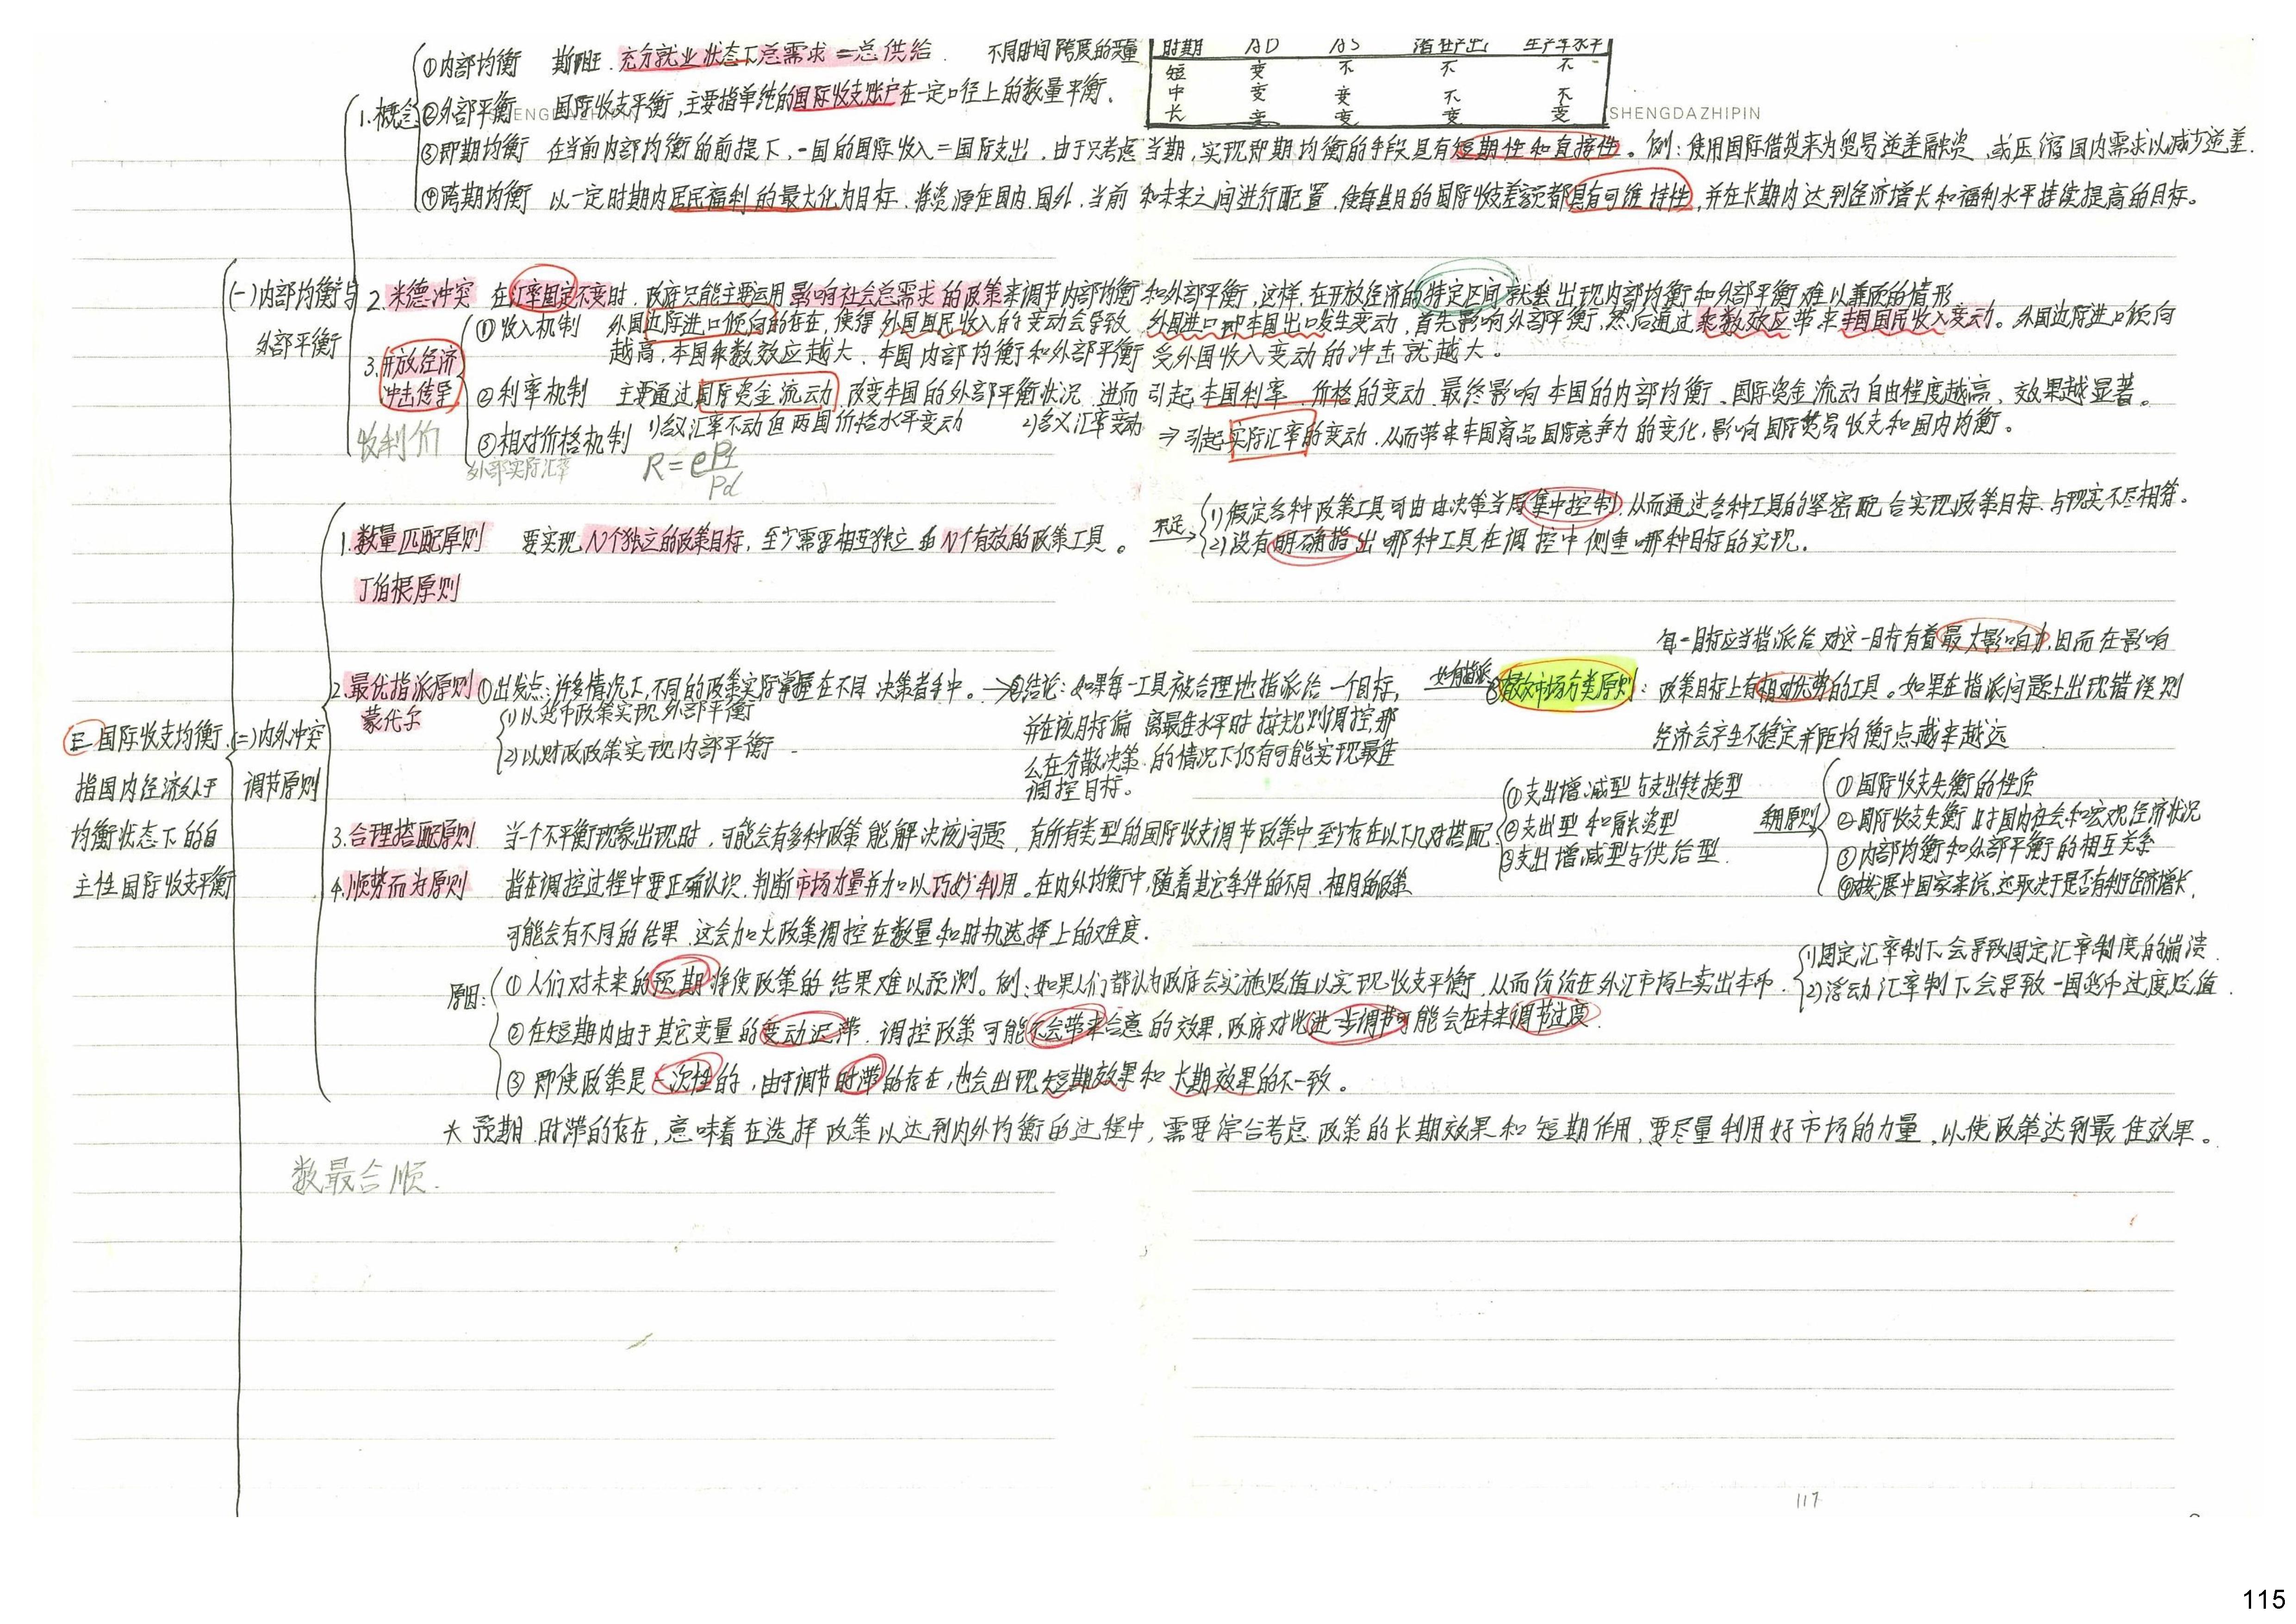 ①内部均衡 斯旺 充分就业状态下总需求=总供给. 不同时间跨度的衡量
时期 AD AS 潜在产出 生产率水平
短 变 不 不 不
中 变 变 不 不
长 变 变 变 变
1.概念 ②外部平衡 国际收支平衡,主要指单纯的国际收支账户在一定口径上的数量平衡.
SHENGDAZHIPIN
③即期均衡 在当前内部均衡的前提下,一国的国际收入=国际支出.由于只考虑当期,实现即期均衡的手段具有短期性和直接性。例:使用国际借贷来为贸易逆差融资,或压缩国内需求以减少逆差.
④跨期均衡 以一定时期内居民福利的最大化为目标.将资源在国内.国外.当前和未来之间进行配置,使每期的国际收支差额都具有可维持性,并在长期内达到经济增长和福利水平持续提高的目标。
(一)内部均衡与外部平衡
2.米德冲突 在汇率固定不变时.政府只能主要运用影响社会总需求的政策来调节内部均衡和外部平衡,这样.在开放经济的特定区间就会出现内部均衡和外部平衡难以兼顾的情形
3.开放经济冲击传导
①收入机制 外国边际进口倾向的存在,使得外国国民收入的变动会导致外国进口即本国出口发生变动,首先影响外部平衡,然后通过乘数效应带来本国国民收入变动。外国边际进口倾向
越高,本国乘数效应越大.本国内部均衡和外部平衡受外国收入变动的冲击就越大。
②利率机制 主要通过国际资金流动,改变本国的外部平衡状况.进而引起本国利率.价格的变动.最终影响本国的内部均衡.国际资金流动自由程度越高,效果越显著。
③相对价格机制 1)名义汇率不动但两国价格水平变动 2)名义汇率变动 ⇒引起实际汇率的变动.从而带来本国商品国际竞争力的变化,影响国际贸易收支和国内均衡。
收利价
外部实际汇率 R=ePf/Pd
1.数量匹配原则 要实现N个独立的政策目标,至少需要相互独立的N个有效的政策工具。
丁伯根原则
不足→ 1)假定各种政策工具可由由决策当局集中控制.从而通过各种工具的紧密配合实现政策目标.与现实不尽相符。
2)没有明确指出哪种工具在调控中侧重哪种目标的实现.
2.最优指派原则 ①出发点:许多情况下,不同的政策实际掌握在不同决策者手中。→②结论:如果每一工具被合理地指派给一个目标,
蒙代尔
1)以货币政策实现外部平衡
2)以财政政策实现内部平衡
并在该目标偏离最佳水平时按规则调控,那
么在分散决策的情况下仍有可能实现最佳
调控目标。
如何指派 ③有效市场分类原则:
每一目标应当指派给对这一目标有着最大影响力,因而在影响
政策目标上有相对优势的工具。如果在指派问题上出现错误则
经济会产生不稳定并距均衡点越来越远
三.国际收支均衡.
指国内经济处于
均衡状态下的自
主性国际收支平衡
(二)内外冲突
调节原则
3.合理搭配原则. 当一个不平衡现象出现时,可能会有多种政策能解决该问题,有所有类型的国际收支调节政策中至少存在以下几对搭配
①支出增减型与支出转换型
②支出型和融资型
③支出增减型与供给型.
原则
①国际收支失衡的性质
②国际收支失衡时国内社会和宏观经济状况
③内部均衡和外部平衡的相互关系
④对发展中国家来说,还取决于是否有利于经济增长.
4.顺势而为原则 指在调控过程中要正确认识.判断市场力量并加以巧妙利用。在内外均衡中,随着其它条件的不同.相同的政策
可能会有不同的结果.这会加大政策调控在数量和时机选择上的难度.
原因:
①人们对未来的预期将使政策的结果难以预测。例:如果人们都认为政府会实施贬值以实现收支平衡,从而纷纷在外汇市场上卖出本币.
1)固定汇率制下.会导致固定汇率制度的崩溃
2)浮动汇率制下会导致一国货币过度贬值.
②在短期内由于其它变量的变动迟滞.调控政策可能不会带来合意的效果,政府对此进一步调节可能会在未来调节过度.
③即使政策是一次性的,由于调节时滞的存在,也会出现短期效果和长期效果的不一致。
*预期.时滞的存在,意味着在选择政策以达到内外均衡的过程中,需要综合考虑政策的长期效果和短期作用,要尽量利用好市场的力量,以使政策达到最佳效果。
数最合顺.
117
115